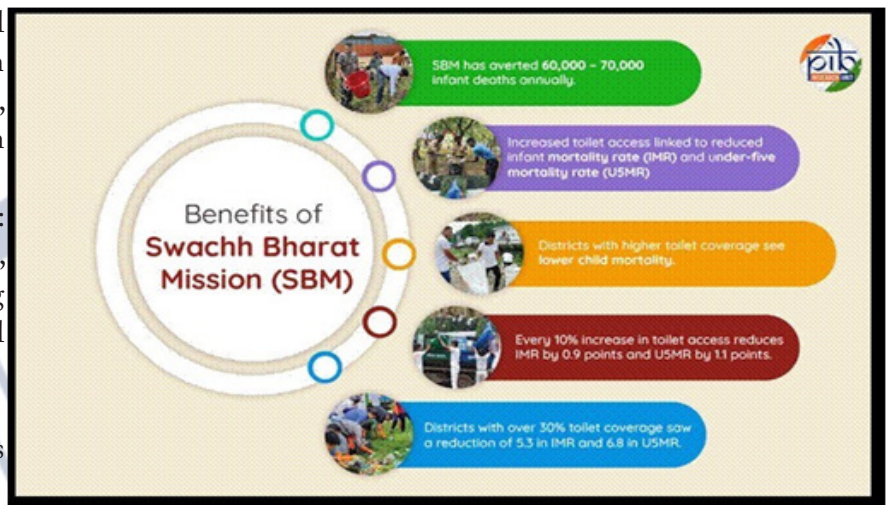 SBM has averted 60,000 – 70,000
infant deaths annually.
Increased toilet access linked to reduced
infant mortality rate (IMR) and under-five
mortality rate (U5MR)
Benefits of
Swachh Bharat
Mission (SBM)
Districts with higher toilet coverage see
lower child mortality.
Every 10% increase in toilet access reduces
IMR by 0.9 points and U5MR by 1.1 points.
Districts with over 30% toilet coverage saw
a reduction of 5.3 in IMR and 6.8 in U5MR.
pib
RESEARCH UNIT